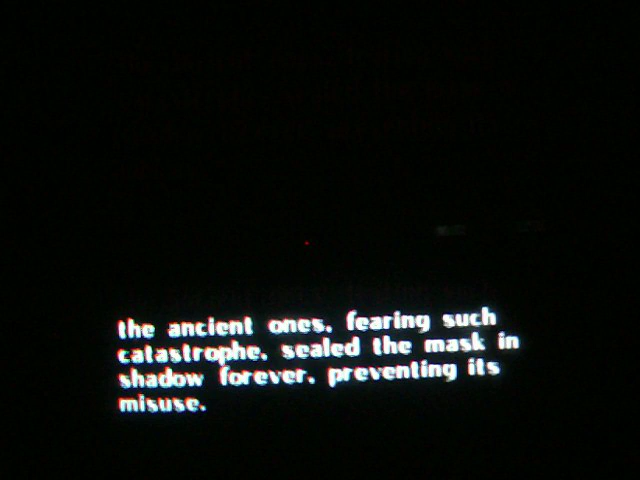 the ancient ones, fearing such
catastrophe, sealed the mask in
shadow forever, preventing its
misuse.